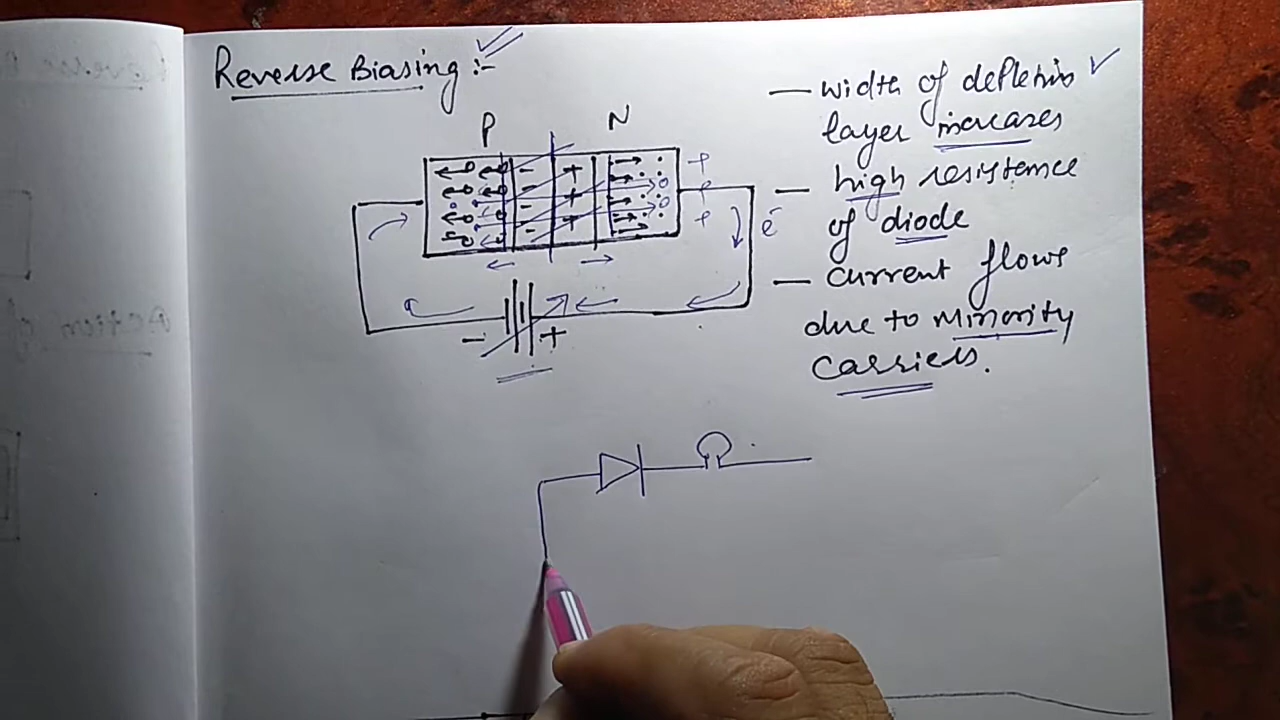 Reverse Biasing :-
P N
— width of depletion
layer increases
— high resistance
of diode
— current flows
due to minority
carriers.
e-
- +